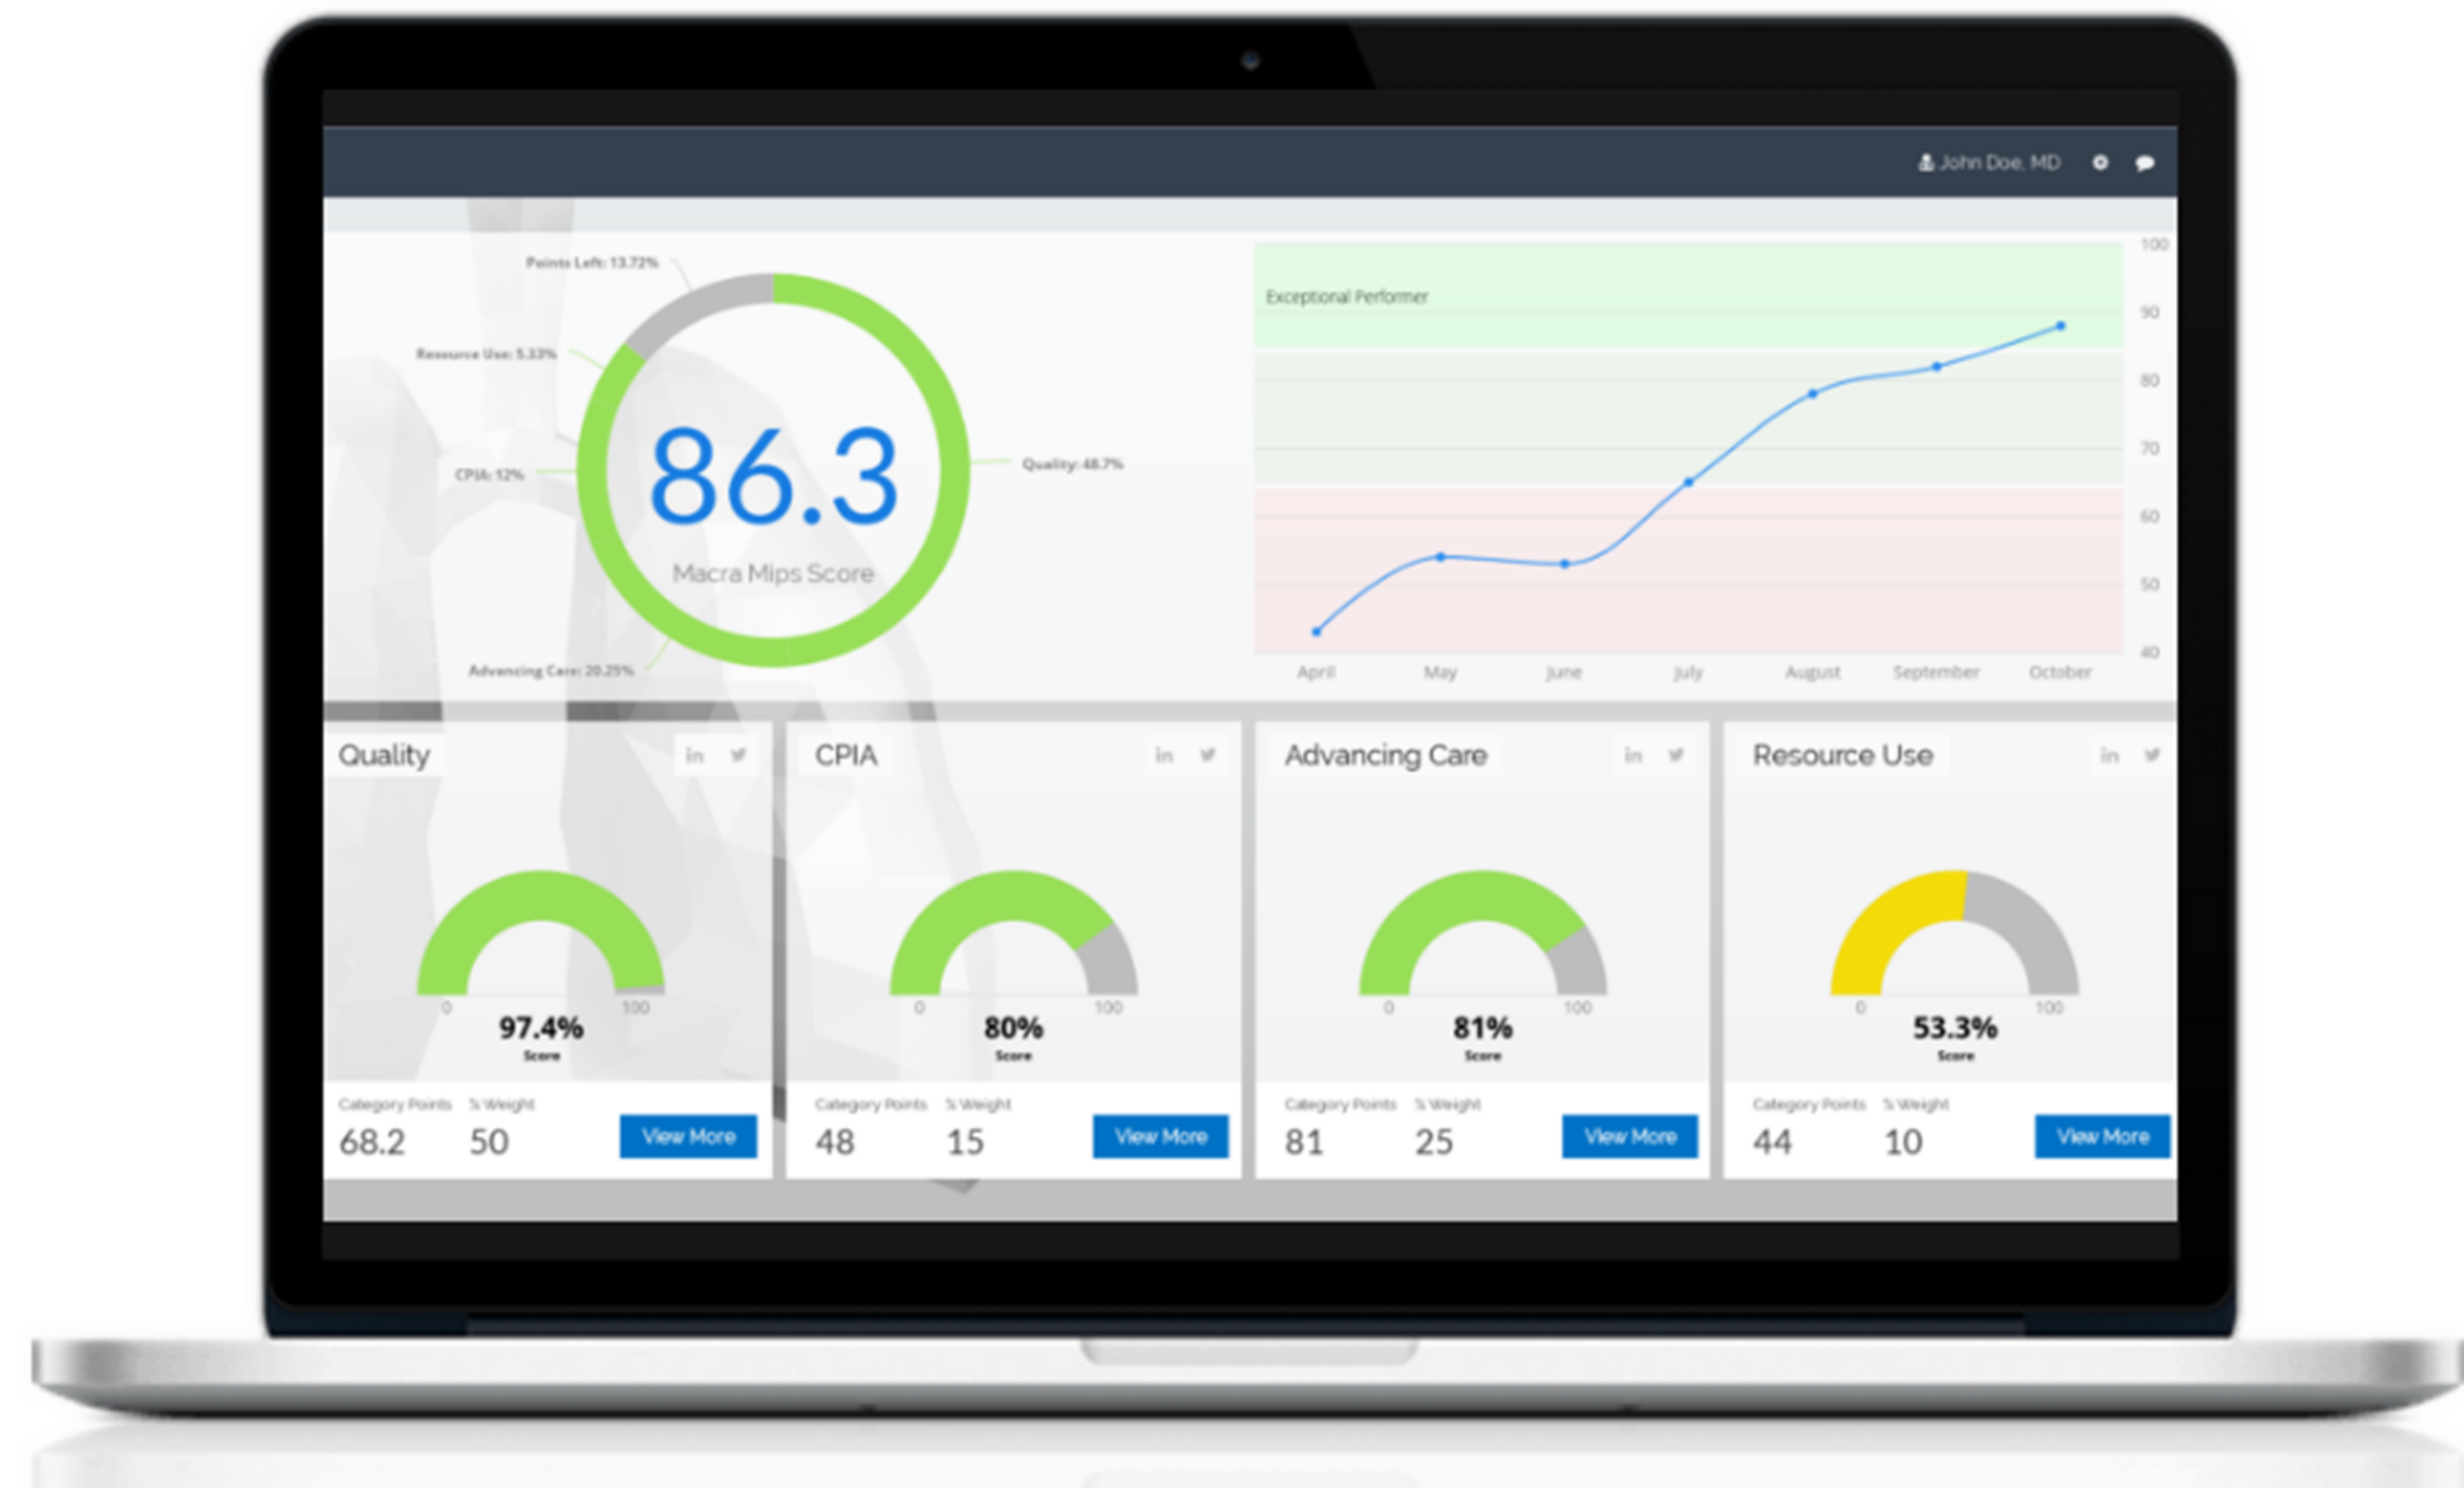 John Doe, MD
Points Left: 13.72%
Resource Use: 5.33%
CPIA: 12%
Advancing Care: 20.25%
Quality: 48.7%
86.3
Macra Mips Score
Exceptional Performer
100
90
80
70
60
50
40
April May June July August September October
Quality in
0 100
97.4%
Score
Category Points % Weight
68.2 50 View More
CPIA in
0 100
80%
Score
Category Points % Weight
48 15 View More
Advancing Care in
0 100
81%
Score
Category Points % Weight
81 25 View More
Resource Use in
0 100
53.3%
Score
Category Points % Weight
44 10 View More